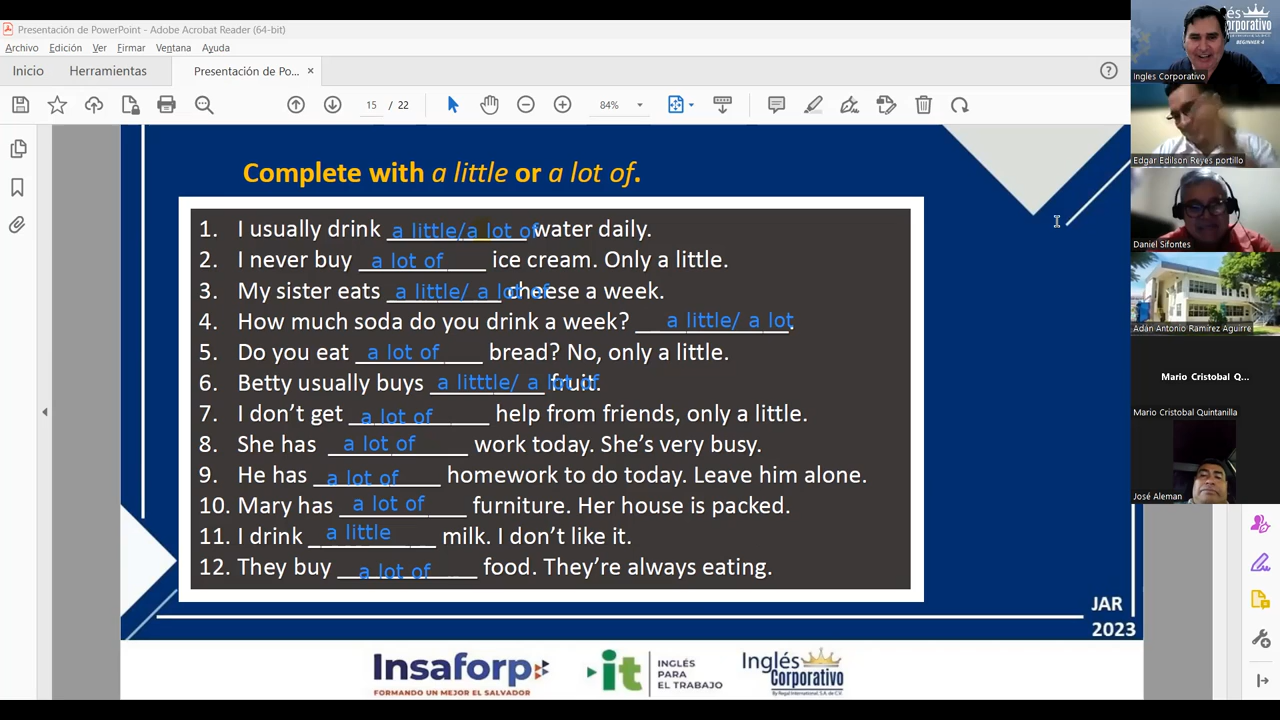 Presentación de PowerPoint - Adobe Acrobat Reader (64-bit)
Archivo Edición Ver Firmar Ventana Ayuda
Inicio Herramientas Presentación de Po... ×
15 / 22 84%
Complete with a little or a lot of.
1. I usually drink a little/a lot of water daily.
2. I never buy a lot of ice cream. Only a little.
3. My sister eats a little/ a lot of cheese a week.
4. How much soda do you drink a week? a little/ a lot.
5. Do you eat a lot of bread? No, only a little.
6. Betty usually buys a litttle/ a lot of fruit.
7. I don't get a lot of help from friends, only a little.
8. She has a lot of work today. She's very busy.
9. He has a lot of homework to do today. Leave him alone.
10. Mary has a lot of furniture. Her house is packed.
11. I drink a little milk. I don't like it.
12. They buy a lot of food. They're always eating.
JAR
2023
Insaforp
FORMANDO UN MEJOR EL SALVADOR
it
INGLÉS
PARA
EL TRABAJO
Inglés
Corporativo
BEGINNER 4
Ingles Corporativo
Edgar Edilson Reyes portillo
Daniel Sifontes
Adán Antonio Ramírez Aguirre
Mario Cristobal Q...
Mario Cristobal Quintanilla
José Aleman